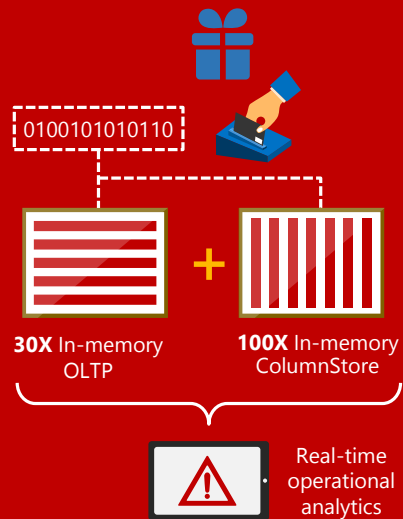 0100101010110
+
30X In-memory
OLTP
100X In-memory
ColumnStore
Real-time
operational
analytics